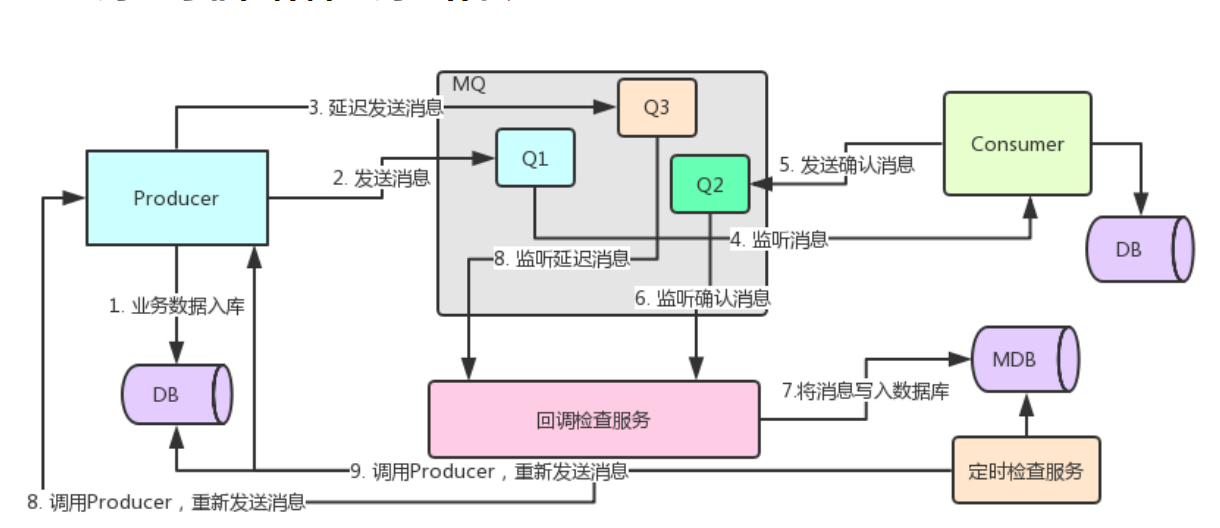 MQ
3. 延迟发送消息
Q3
Q1
Producer
2. 发送消息
Q2
5. 发送确认消息
Consumer
4. 监听消息
DB
8. 监听延迟消息
6. 监听确认消息
1. 业务数据入库
DB
MDB
7.将消息写入数据库
回调检查服务
9. 调用Producer，重新发送消息
定时检查服务
8. 调用Producer，重新发送消息